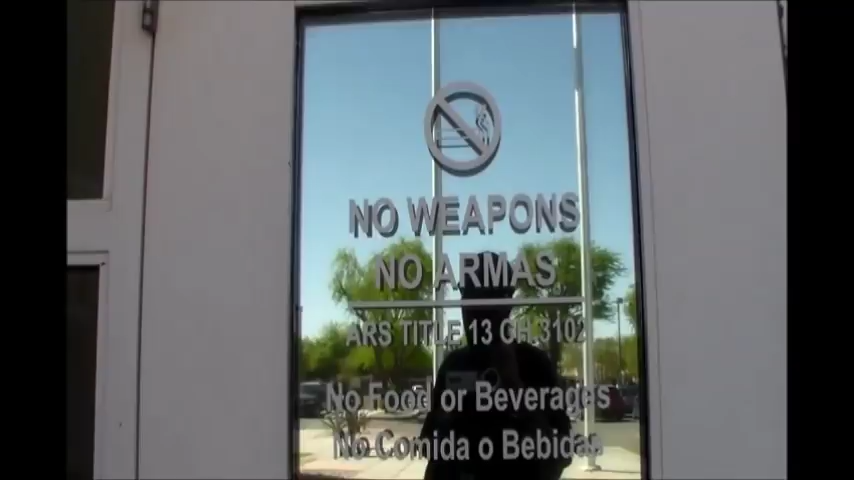 NO WEAPONS
NO ARMAS
ARS TITLE 13 CH.3102
No Food or Beverages
No Comida o Bebidas